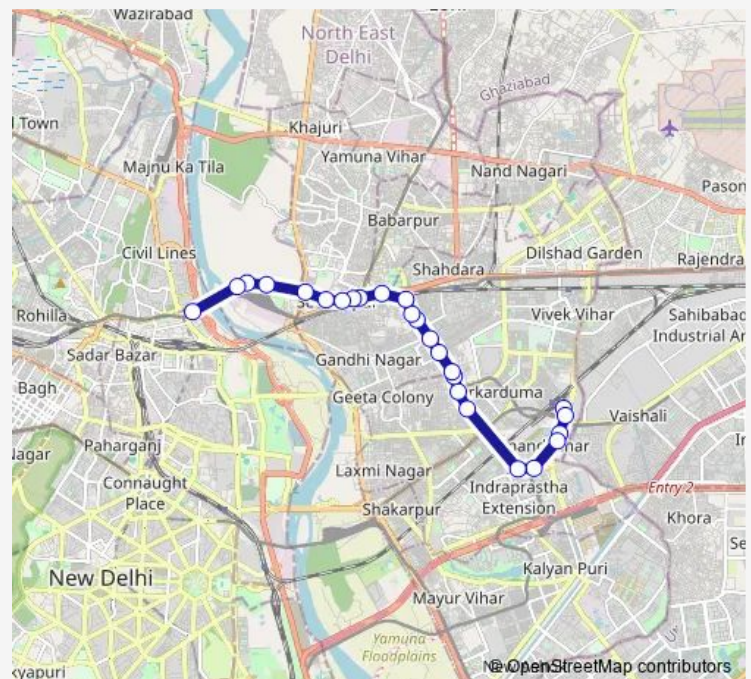 Wazirabad
North East
Delhi
Ghaziabad
Town
Khajuri
Majnu Ka Tila
Yamuna Vihar
Nand Nagari
Pason
Babarpur
Civil Lines
Shahdara
Dilshad Garden
Rajendra
Rohilla
Vivek Vihar
Sahibabad
Industrial Ar
Sadar Bazar
Gandhi Nagar
Bagh
Geeta Colony
rkarduma
Vaishali
Nagar
Paharganj
Laxmi Nagar
Connaught
Place
Indraprastha
Extension
Entry 2
Shakarpur
Khora
New Delhi
Kalyan Puri
Mayur Vihar
Yamuna
Floodplains
kyapuri
© OpenStreetMap contributors